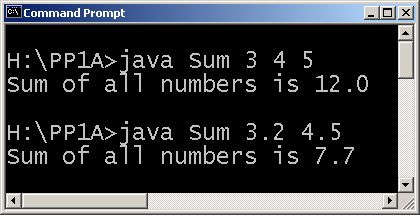 Command Prompt
H:\PP1A>java Sum 3 4 5
Sum of all numbers is 12.0
H:\PP1A>java Sum 3.2 4.5
Sum of all numbers is 7.7